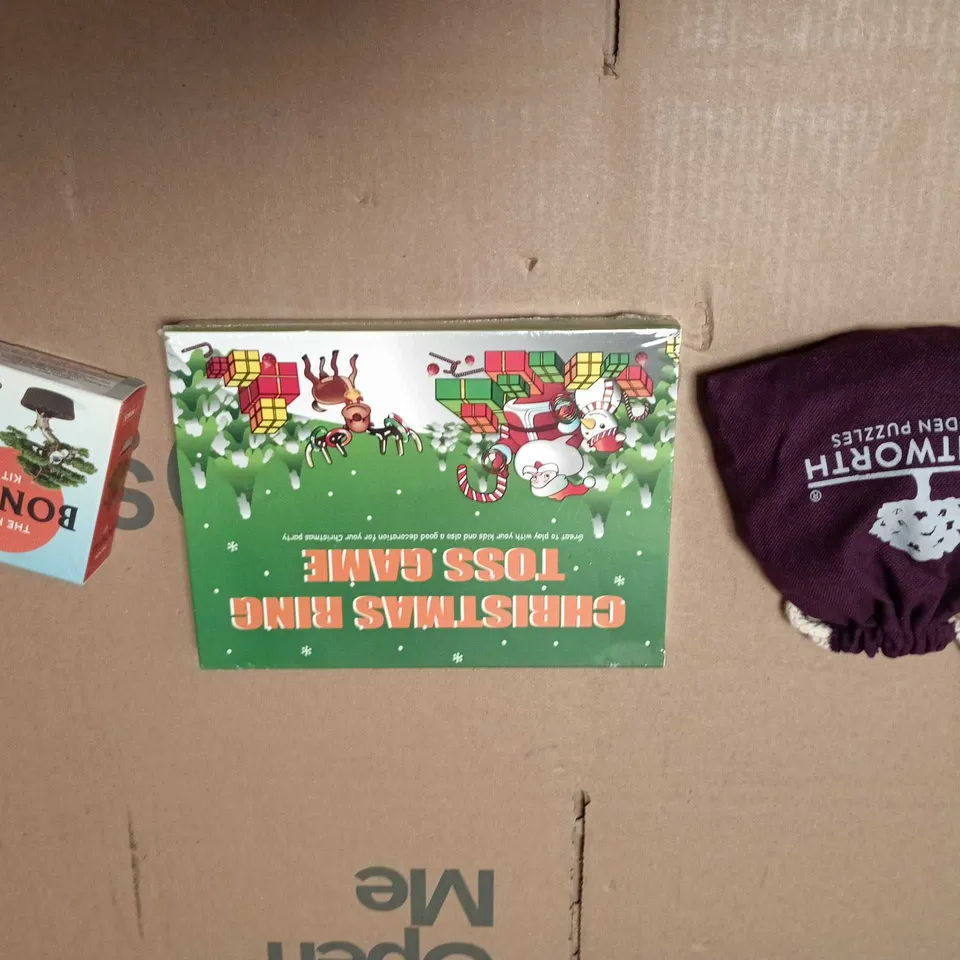 CHRISTMAS RING
TOSS GAME
Great to play with your kids and also a good decoration for your Christmas party
THE
BON
KIT
TWORTH
®
DEN PUZZLES
Open
Me